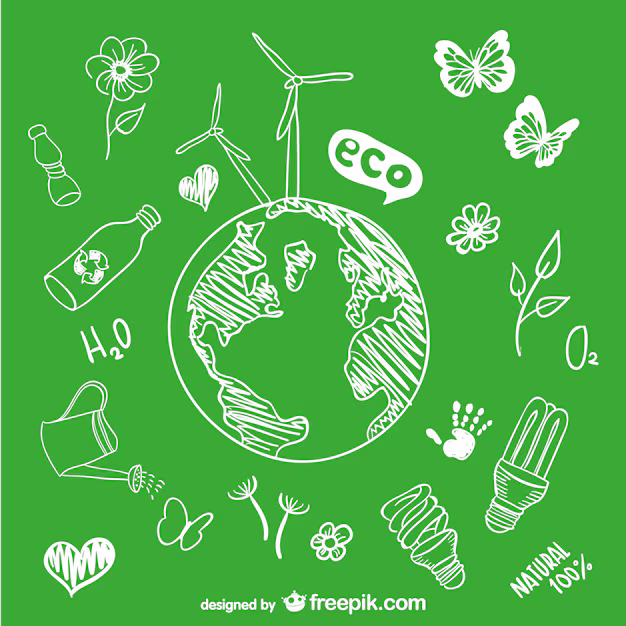 eco
H₂O
O₂
NATURAL
100%
designed by freepik.com